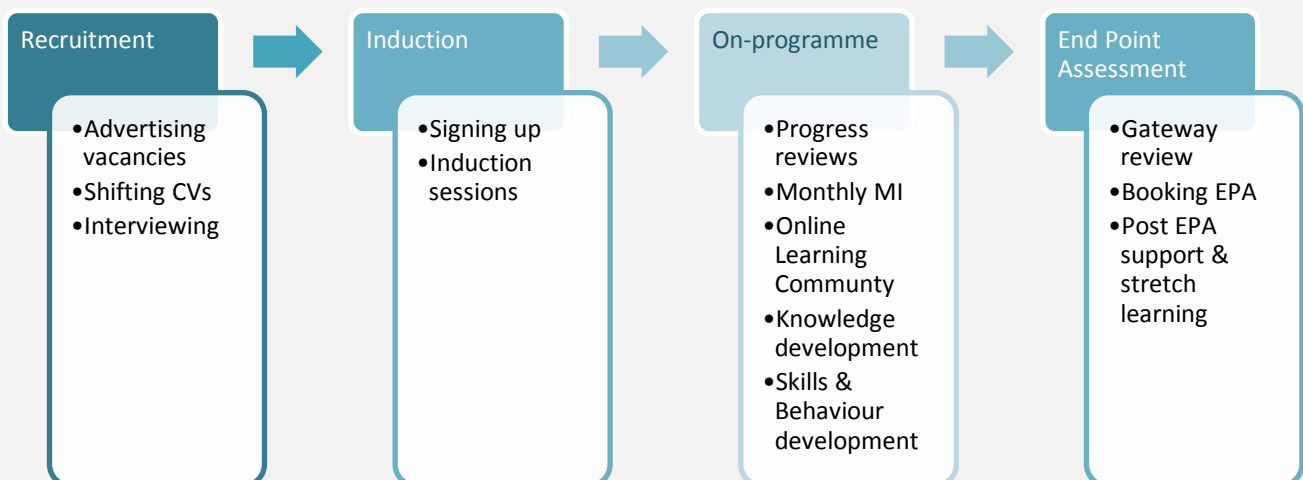 Recruitment
•Advertising
vacancies
•Shifting CVs
•Interviewing
Induction
•Signing up
•Induction
sessions
On-programme
•Progress
reviews
•Monthly MI
•Online
Learning
Communty
•Knowledge
development
•Skills &
Behaviour
development
End Point
Assessment
•Gateway
review
•Booking EPA
•Post EPA
support &
stretch
learning